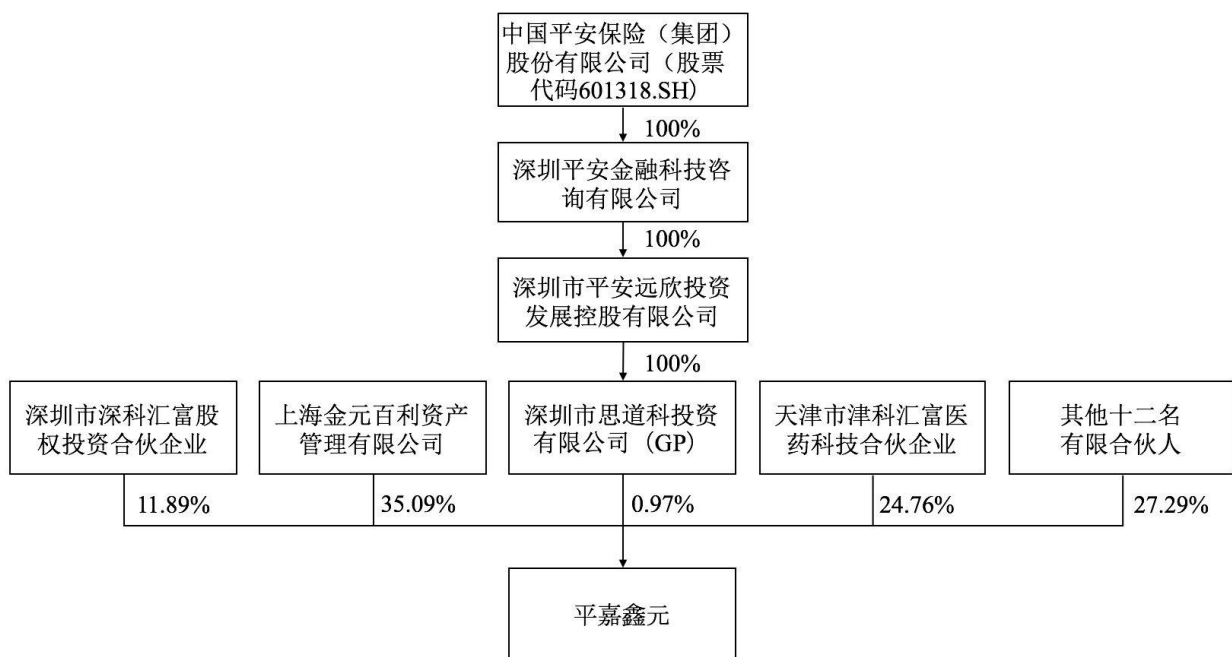 中国平安保险（集团）
股份有限公司（股票
代码601318.SH）
100%
深圳平安金融科技咨
询有限公司
100%
深圳市平安远欣投资
发展控股有限公司
100%
深圳市深科汇富股
权投资合伙企业
上海金元百利资产
管理有限公司
深圳市思道科投资
有限公司（GP）
天津市津科汇富医
药科技合伙企业
其他十二名
有限合伙人
11.89%
35.09%
0.97%
24.76%
27.29%
平嘉鑫元